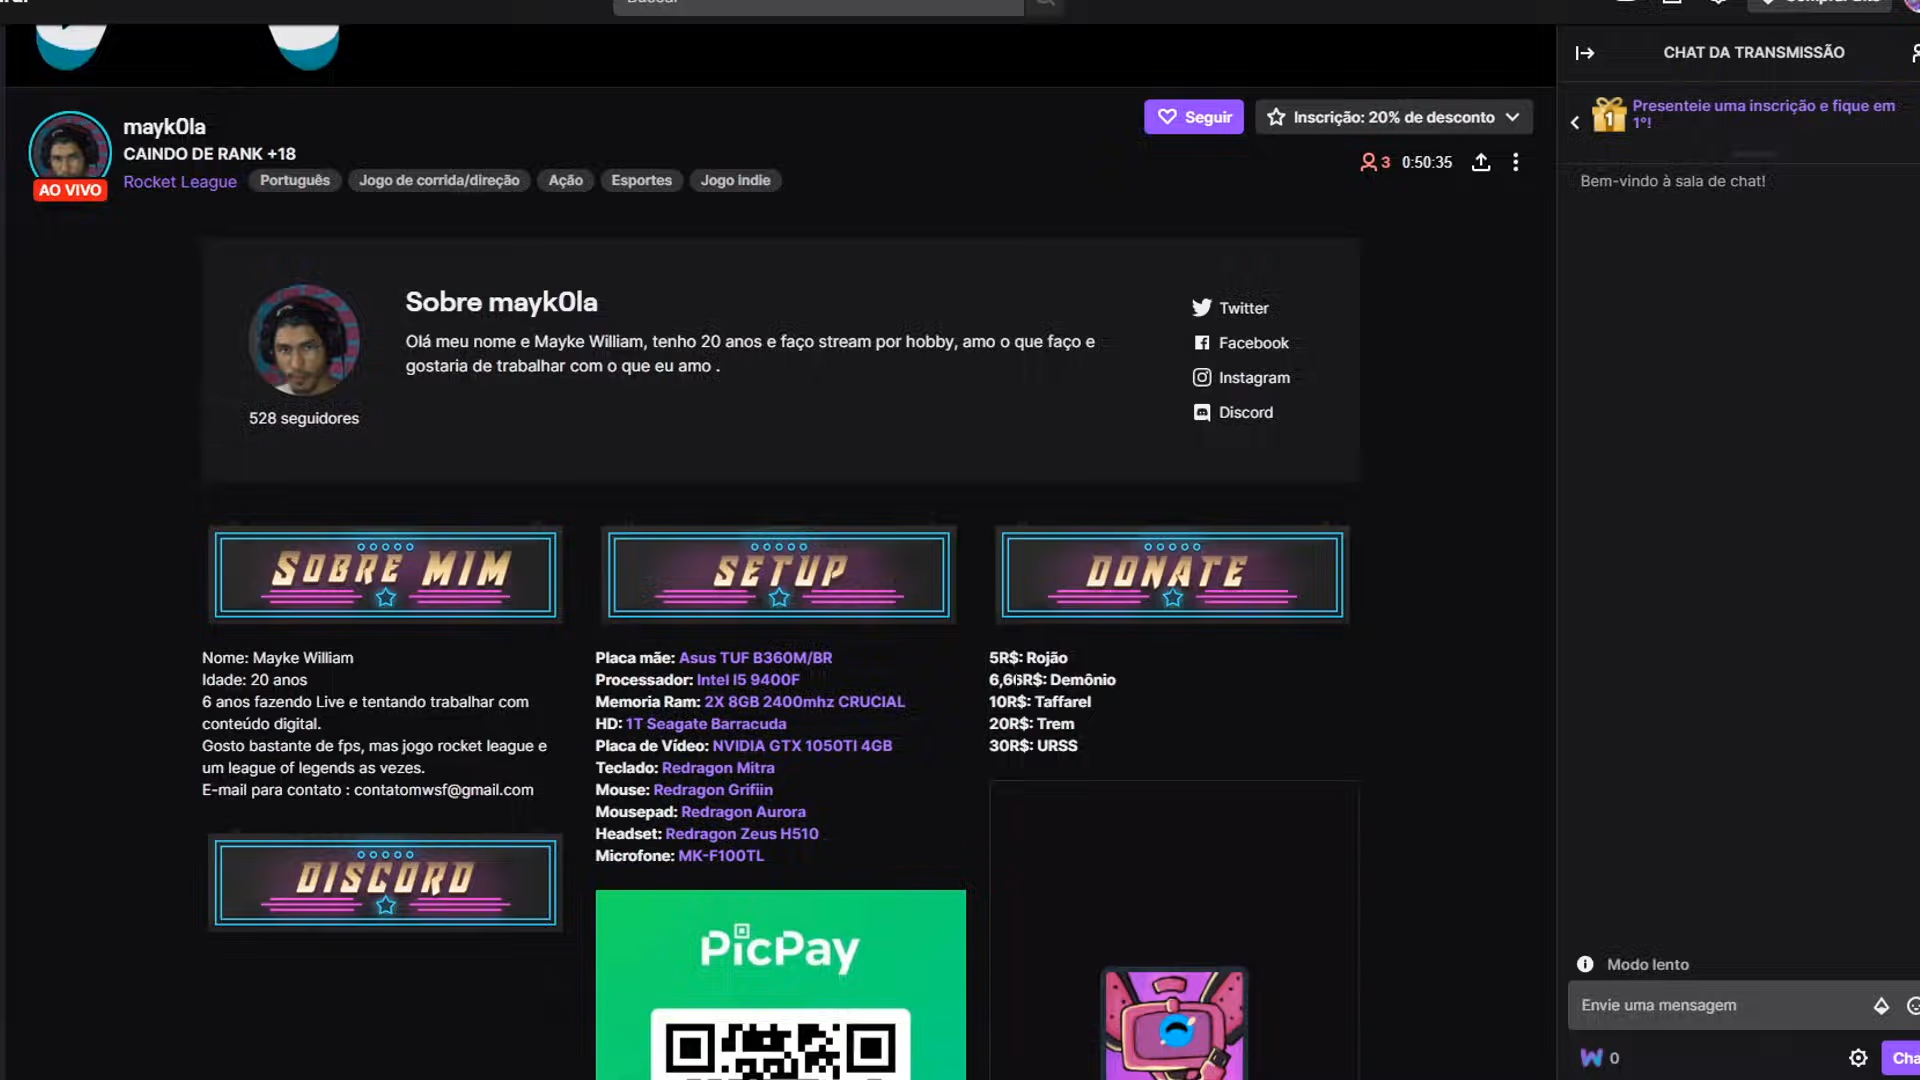 mayk0la
CAINDO DE RANK +18
AO VIVO
Rocket League
Português
Jogo de corrida/direção
Ação
Esportes
Jogo indie
Seguir
Inscrição: 20% de desconto
3
0:50:35
Sobre mayk0la
Olá meu nome e Mayke William, tenho 20 anos e faço stream por hobby, amo o que faço e
gostaria de trabalhar com o que eu amo .
528 seguidores
Twitter
Facebook
Instagram
Discord
SOBRE MIM
Nome: Mayke William
Idade: 20 anos
6 anos fazendo Live e tentando trabalhar com
conteúdo digital.
Gosto bastante de fps, mas jogo rocket league e
um league of legends as vezes.
E-mail para contato : contatomwsf@gmail.com
DISCORD
SETUP
Placa mãe: Asus TUF B360M/BR
Processador: Intel I5 9400F
Memoria Ram: 2X 8GB 2400mhz CRUCIAL
HD: 1T Seagate Barracuda
Placa de Vídeo: NVIDIA GTX 1050TI 4GB
Teclado: Redragon Mitra
Mouse: Redragon Grifiin
Mousepad: Redragon Aurora
Headset: Redragon Zeus H510
Microfone: MK-F100TL
PicPay
DONATE
5R$: Rojão
6,66R$: Demônio
10R$: Taffarel
20R$: Trem
30R$: URSS
CHAT DA TRANSMISSÃO
1
Presenteie uma inscrição e fique em
1º!
Bem-vindo à sala de chat!
Modo lento
Envie uma mensagem
0